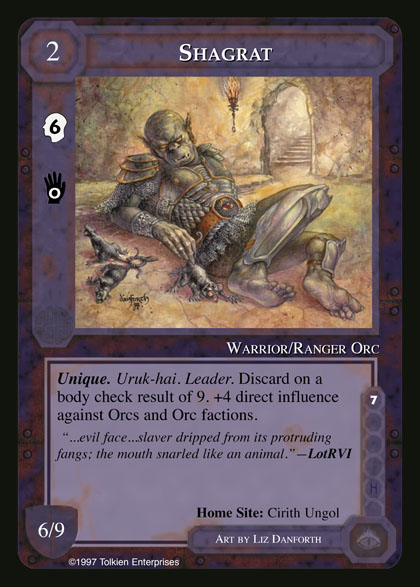 2
SHAGRAT
6
0
WARRIOR/RANGER ORC
Unique. Uruk-hai. Leader. Discard on a
body check result of 9. +4 direct influence
against Orcs and Orc factions.
“...evil face...slaver dripped from its protruding
fangs; the mouth snarled like an animal.”—LotRVI
7
H
Home Site: Cirith Ungol
6/9
ART BY LIZ DANFORTH
©1997 Tolkien Enterprises